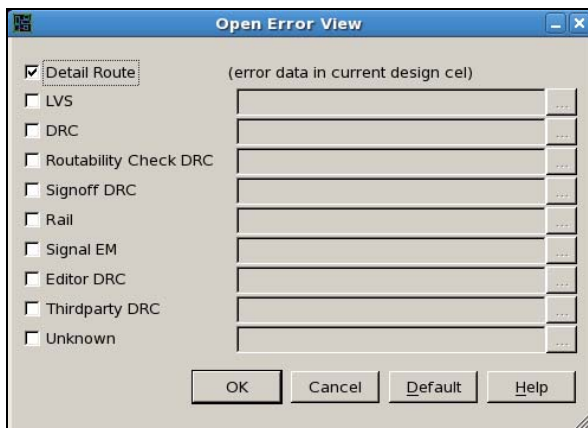 Open Error View
Detail Route (error data in current design cel)
LVS ...
DRC ...
Routability Check DRC ...
Signoff DRC ...
Rail ...
Signal EM ...
Editor DRC ...
Thirdparty DRC ...
Unknown ...
OK Cancel Default Help